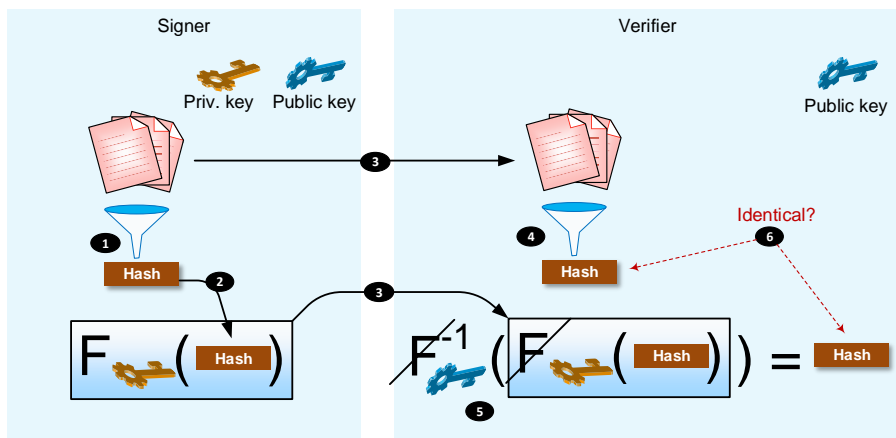 Signer
Verifier
Priv. key
Public key
Public key
3
1
Hash
2
4
Hash
Identical?
6
3
F ( Hash )
F-1 ( F ( Hash ) ) = Hash
5